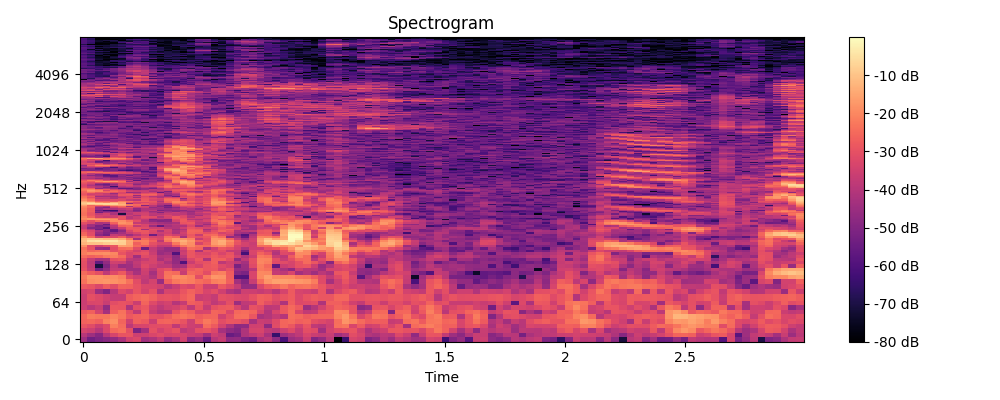 Spectrogram
Hz
4096
2048
1024
512
256
128
64
0
0
0.5
1
1.5
2
2.5
Time
-10 dB
-20 dB
-30 dB
-40 dB
-50 dB
-60 dB
-70 dB
-80 dB